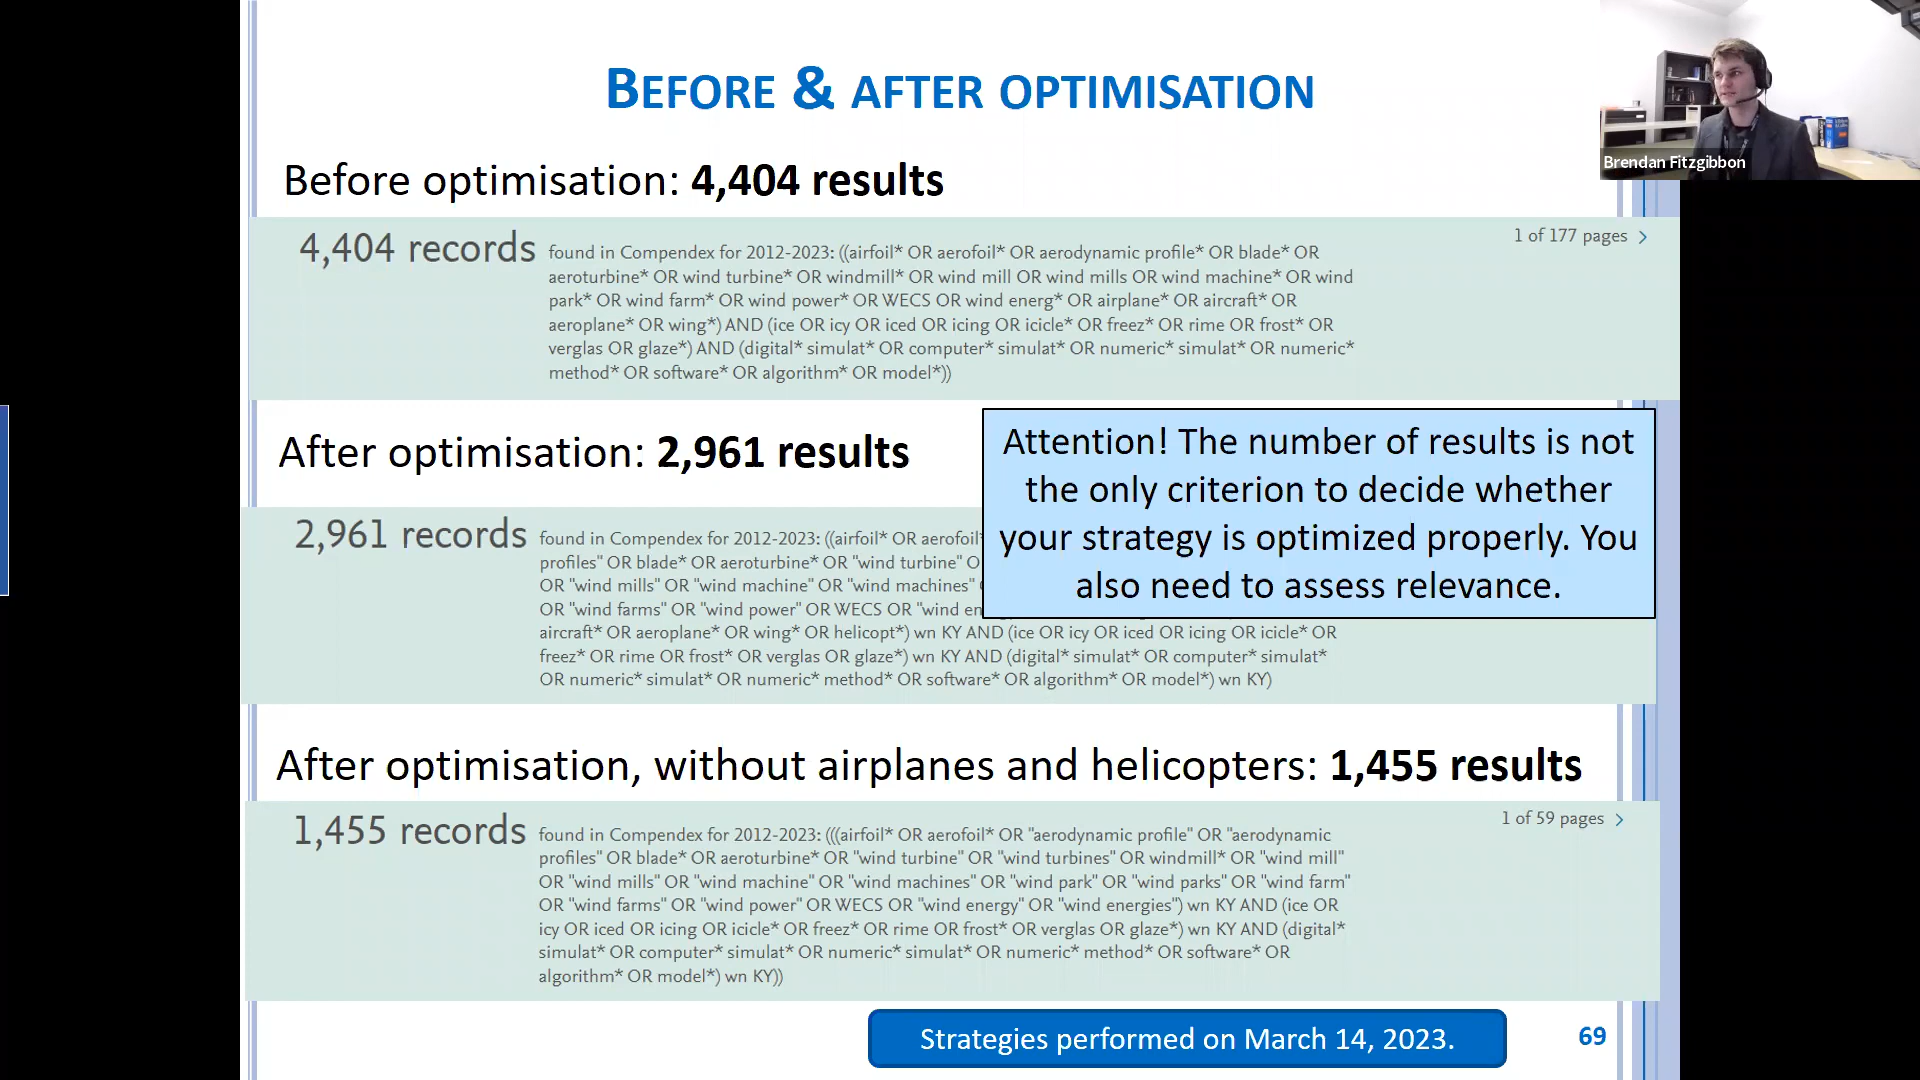 BEFORE & AFTER OPTIMISATION
Brendan Fitzgibbon
Before optimisation: 4,404 results
4,404 records
1 of 177 pages
found in Compendex for 2012-2023: ((airfoil* OR aerofoil* OR aerodynamic profile* OR blade* OR
aeroturbine* OR wind turbine* OR windmill* OR wind mill OR wind mills OR wind machine* OR wind
park* OR wind farm* OR wind power* OR WECS OR wind energ* OR airplane* OR aircraft* OR
aeroplane* OR wing*) AND (ice OR icy OR iced OR icing OR icicle* OR freez* OR rime OR frost* OR
verglas OR glaze*) AND (digital* simulat* OR computer* simulat* OR numeric* simulat* OR numeric*
method* OR software* OR algorithm* OR model*))
After optimisation: 2,961 results
Attention! The number of results is not
the only criterion to decide whether
your strategy is optimized properly. You
also need to assess relevance.
2,961 records
found in Compendex for 2012-2023: ((airfoil* OR aerofoil*
profiles" OR blade* OR aeroturbine* OR "wind turbine" O
OR "wind mills" OR "wind machine" OR "wind machines"
OR "wind farms" OR "wind power" OR WECS OR "wind en
aircraft* OR aeroplane* OR wing* OR helicopt*) wn KY AND (ice OR icy OR iced OR icing OR icicle* OR
freez* OR rime OR frost* OR verglas OR glaze*) wn KY AND (digital* simulat* OR computer* simulat*
OR numeric* simulat* OR numeric* method* OR software* OR algorithm* OR model*) wn KY)
After optimisation, without airplanes and helicopters: 1,455 results
1,455 records
1 of 59 pages
found in Compendex for 2012-2023: (((airfoil* OR aerofoil* OR "aerodynamic profile" OR "aerodynamic
profiles" OR blade* OR aeroturbine* OR "wind turbine" OR "wind turbines" OR windmill* OR "wind mill"
OR "wind mills" OR "wind machine" OR "wind machines" OR "wind park" OR "wind parks" OR "wind farm"
OR "wind farms" OR "wind power" OR WECS OR "wind energy" OR "wind energies") wn KY AND (ice OR
icy OR iced OR icing OR icicle* OR freez* OR rime OR frost* OR verglas OR glaze*) wn KY AND (digital*
simulat* OR computer* simulat* OR numeric* simulat* OR numeric* method* OR software* OR
algorithm* OR model*) wn KY))
Strategies performed on March 14, 2023.
69